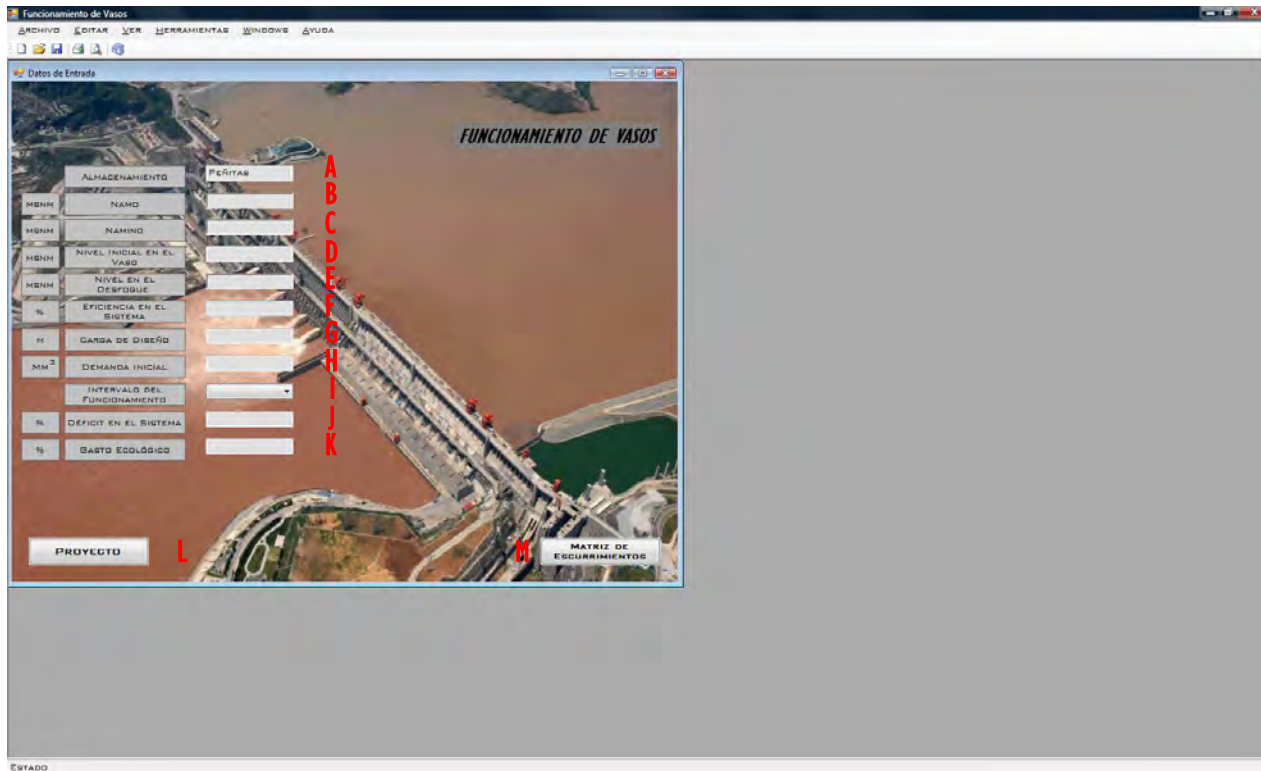 Funcionamiento de Vasos
Archivo Editar Ver Herramientas Windows Ayuda
Datos de Entrada
FUNCIONAMIENTO DE VASOS
Almacenamiento Peñitas A
msnm Namo B
msnm Namino C
msnm Nivel inicial en el Vaso D
msnm Nivel en el Desfogue E
% Eficiencia en el Sistema F
m Carga de Diseño G
Mm3 Demanda inicial H
Intervalo del Funcionamiento I
% Déficit en el Sistema J
% Gasto Ecológico K
Proyecto L M Matriz de Escurrimientos
Estado